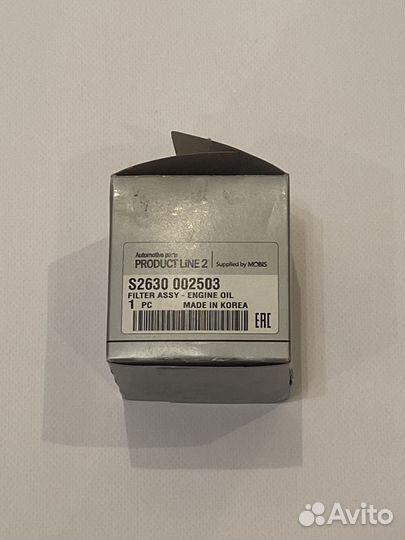 Automotive parts
PRODUCT LINE 2 Supplied by MOBIS
S2630 002503
FILTER ASSY - ENGINE OIL
1 PC MADE IN KOREA
EAC
Avito